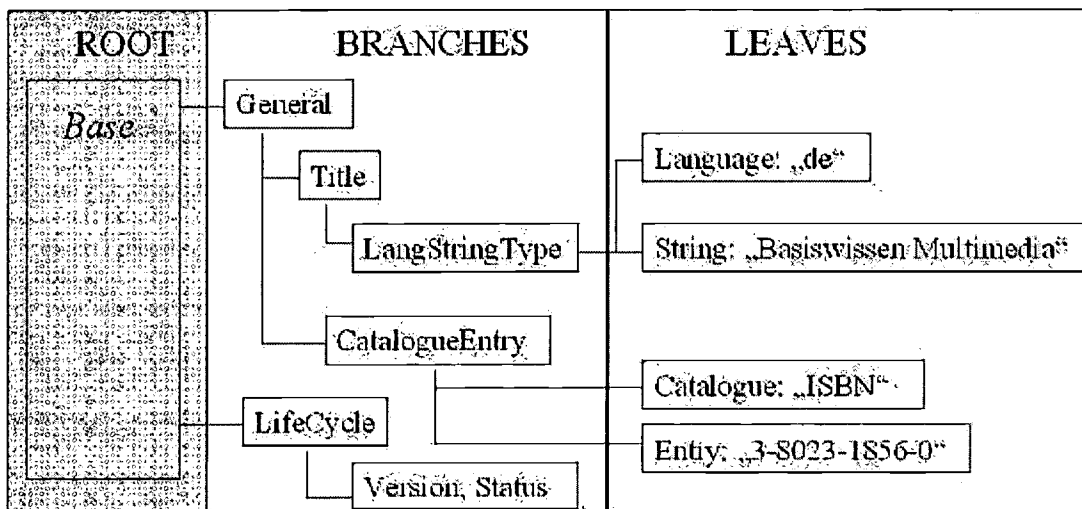 ROOT
BRANCHES
LEAVES
Base
General
Title
LangStringType
CatalogueEntry
LifeCycle
Version, Status
Language: „de“
String: „Basiswissen Multimedia“
Catalogue: „ISBN“
Entry: „3-8023-1856-0“